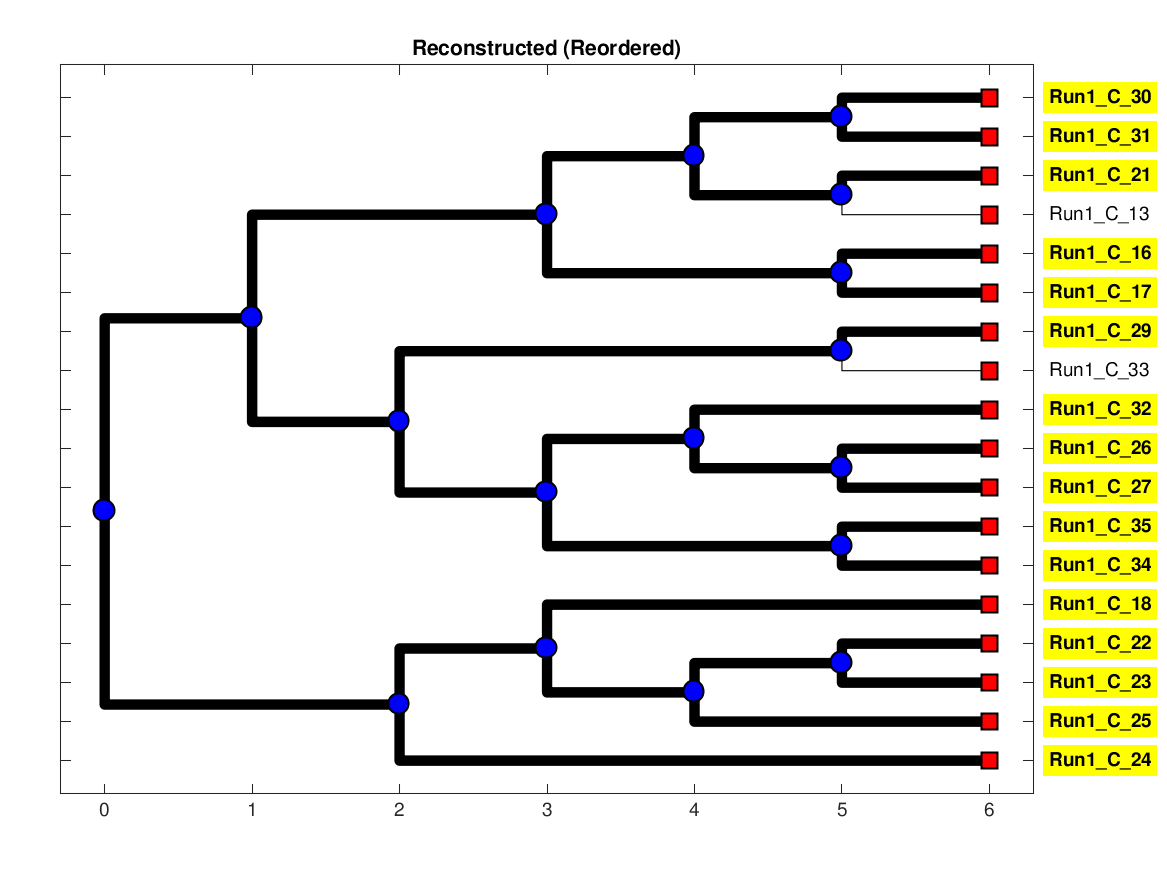 Reconstructed (Reordered)
Run1_C_30
Run1_C_31
Run1_C_21
Run1_C_13
Run1_C_16
Run1_C_17
Run1_C_29
Run1_C_33
Run1_C_32
Run1_C_26
Run1_C_27
Run1_C_35
Run1_C_34
Run1_C_18
Run1_C_22
Run1_C_23
Run1_C_25
Run1_C_24
0 1 2 3 4 5 6